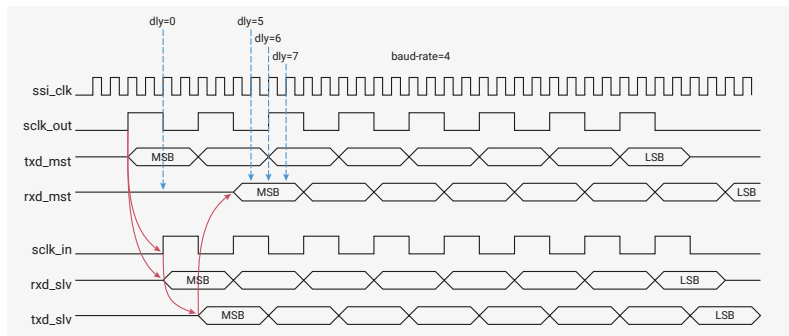 dly=0
dly=5
dly=6
dly=7
baud-rate=4
ssi_clk
sclk_out
txd_mst
MSB
LSB
rxd_mst
MSB
LSB
sclk_in
rxd_slv
MSB
LSB
txd_slv
MSB
LSB